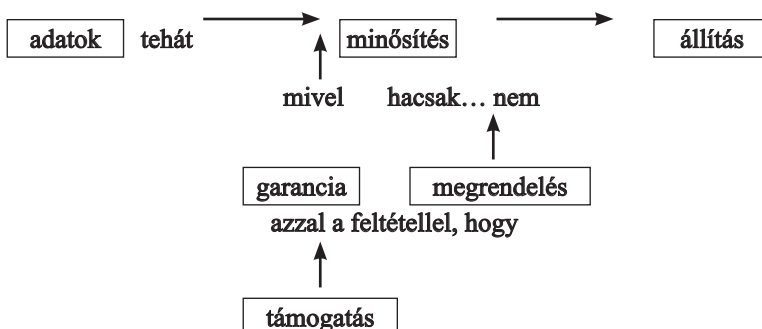 adatok tehát minősítés állítás
mivel hacsak… nem
garancia megrendelés
azzal a feltétellel, hogy
támogatás